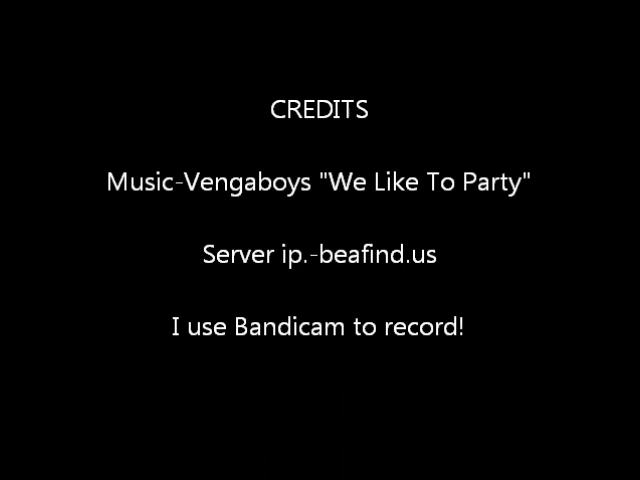 CREDITS
Music-Vengaboys "We Like To Party"
Server ip.-beafind.us
I use Bandicam to record!